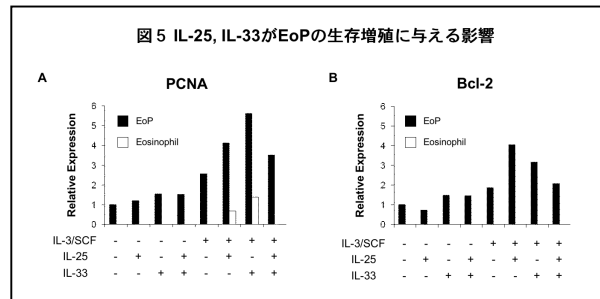 図5 IL-25, IL-33がEoPの生存増殖に与える影響
A
PCNA
Relative Expression
6
5
4
3
2
1
0
EoP
Eosinophil
IL-3/SCF - - - - + + + +
IL-25 - + - + - + - +
IL-33 - - + + - - + +
B
Bcl-2
Relative Expression
6
5
4
3
2
1
0
EoP
Eosinophil
IL-3/SCF - - - - + + + +
IL-25 - + - + - + - +
IL-33 - - + + - - + +